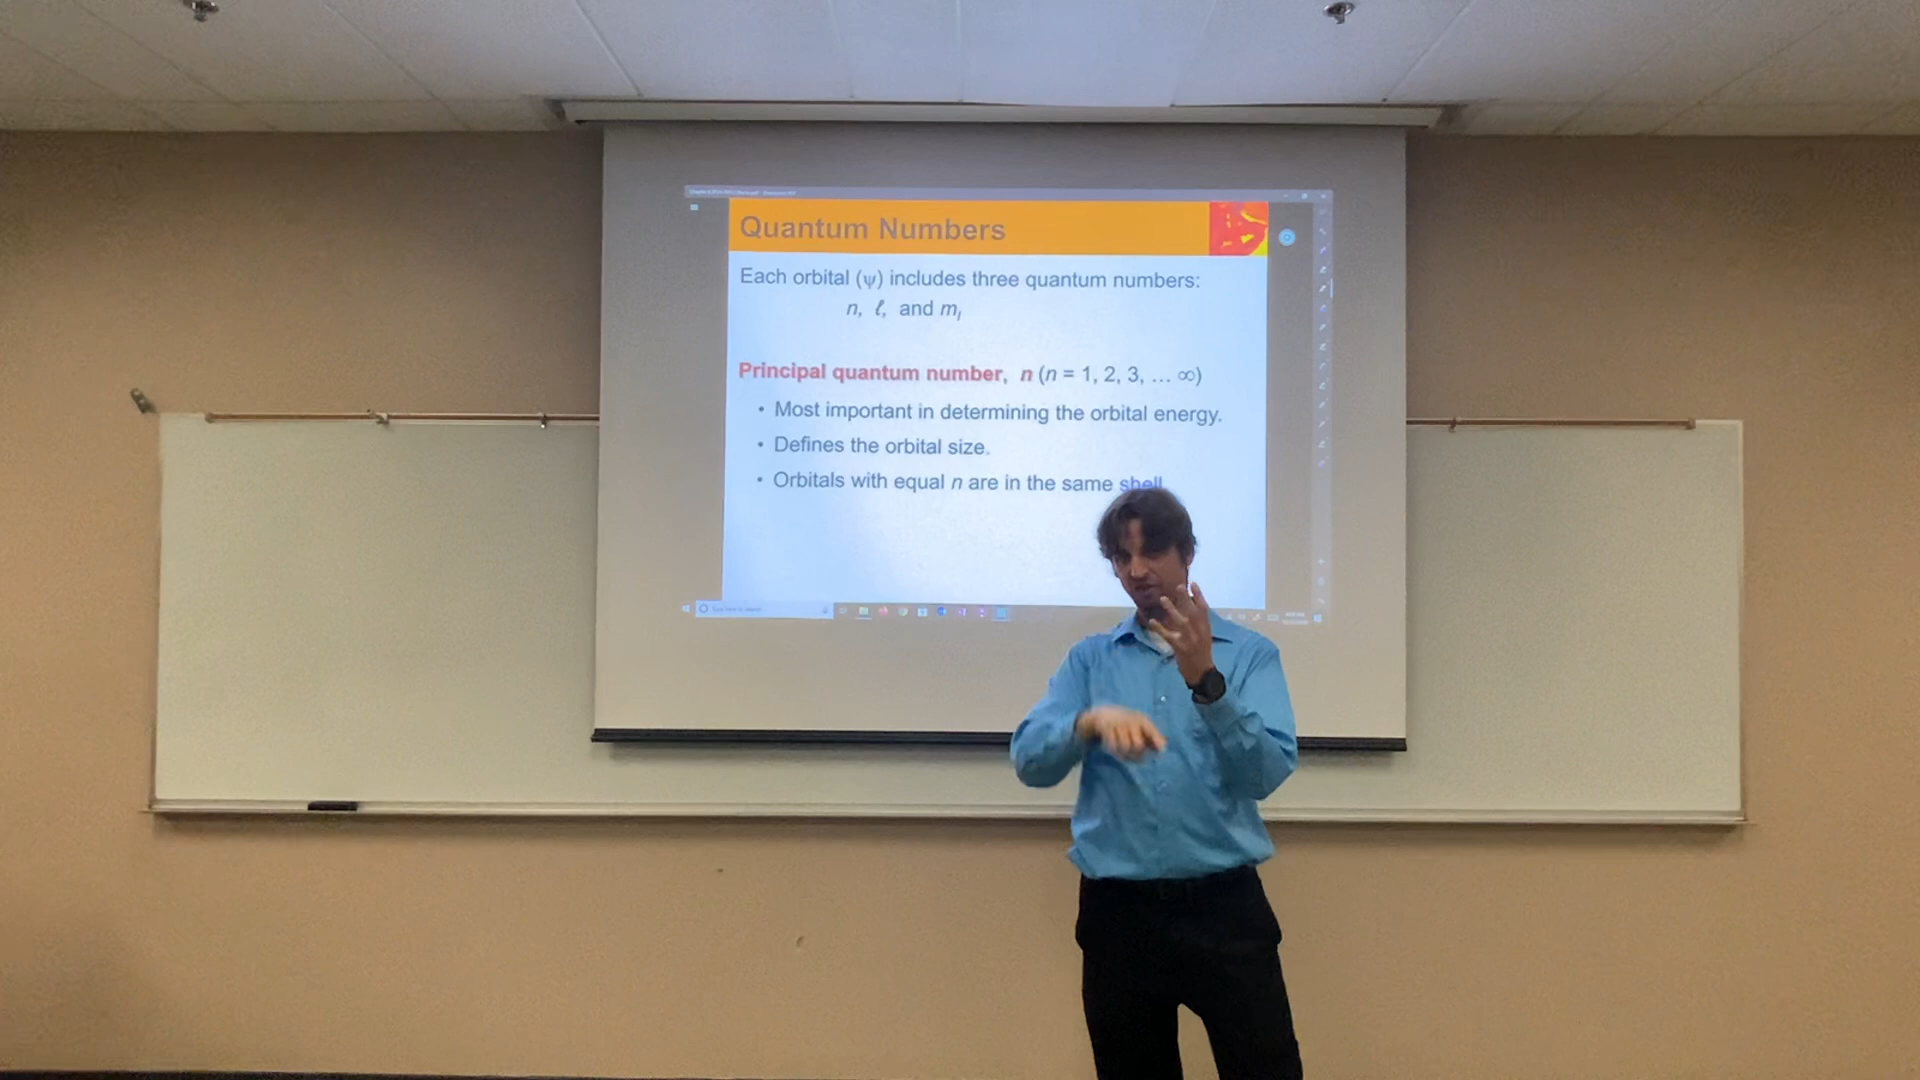 Quantum Numbers
Each orbital (ψ) includes three quantum numbers:
n, ℓ, and mₗ
Principal quantum number, n (n = 1, 2, 3, … ∞)
• Most important in determining the orbital energy.
• Defines the orbital size.
• Orbitals with equal n are in the same shell